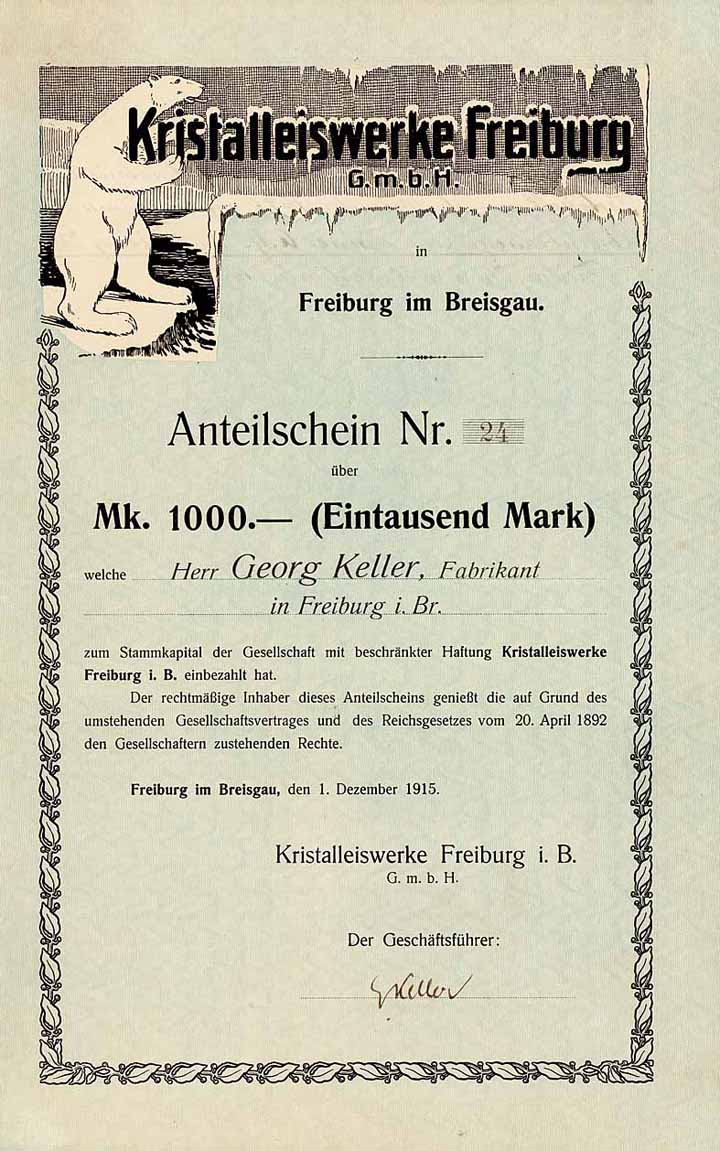 Kristalleiswerke Freiburg
G.m.b.H.
in
Freiburg im Breisgau.
Anteilschein Nr. 24
über
Mk. 1000.— (Eintausend Mark)
welche Herr Georg Keller, Fabrikant
in Freiburg i. Br.
zum Stammkapital der Gesellschaft mit beschränkter Haftung Kristalleiswerke
Freiburg i. B. einbezahlt hat.
Der rechtmäßige Inhaber dieses Anteilscheins genießt die auf Grund des
umstehenden Gesellschaftsvertrages und des Reichsgesetzes vom 20. April 1892
den Gesellschaftern zustehenden Rechte.
Freiburg im Breisgau, den 1. Dezember 1915.
Kristalleiswerke Freiburg i. B.
G. m. b. H.
Der Geschäftsführer:
G Keller